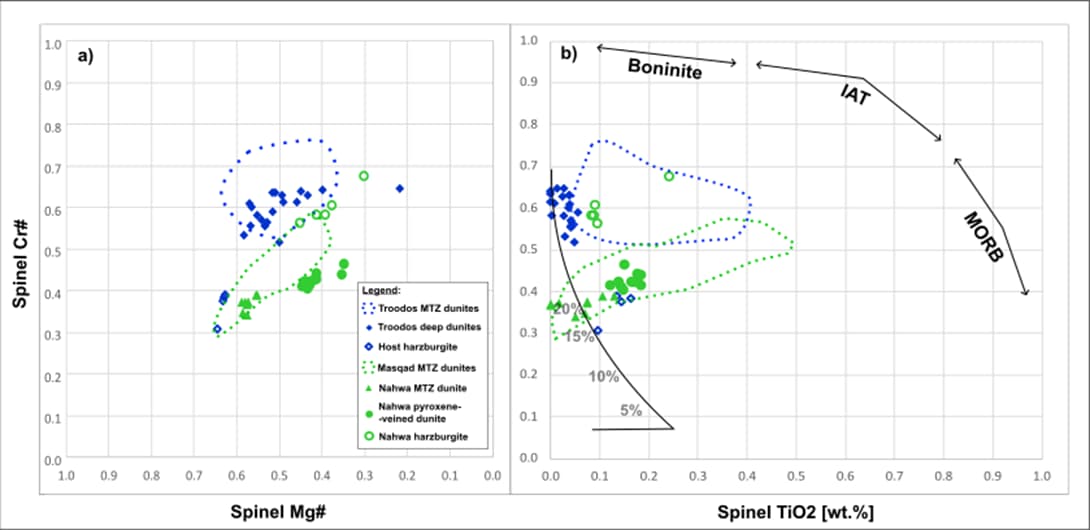 a)
Spinel Cr#
1.0
0.9
0.8
0.7
0.6
0.5
0.4
0.3
0.2
0.1
0.0
1.0 0.9 0.8 0.7 0.6 0.5 0.4 0.3 0.2 0.1 0.0
Spinel Mg#
Legend:
Troodos MTZ dunites
Troodos deep dunites
Host harzburgite
Masqad MTZ dunites
Nahwa MTZ dunite
Nahwa pyroxene-
-veined dunite
Nahwa harzburgite
b)
Boninite
IAT
MORB
1.0
0.9
0.8
0.7
0.6
0.5
0.4
0.3
0.2
0.1
0.0
20%
15%
10%
5%
0.0 0.1 0.2 0.3 0.4 0.5 0.6 0.7 0.8 0.9 1.0
Spinel TiO2 [wt.%]